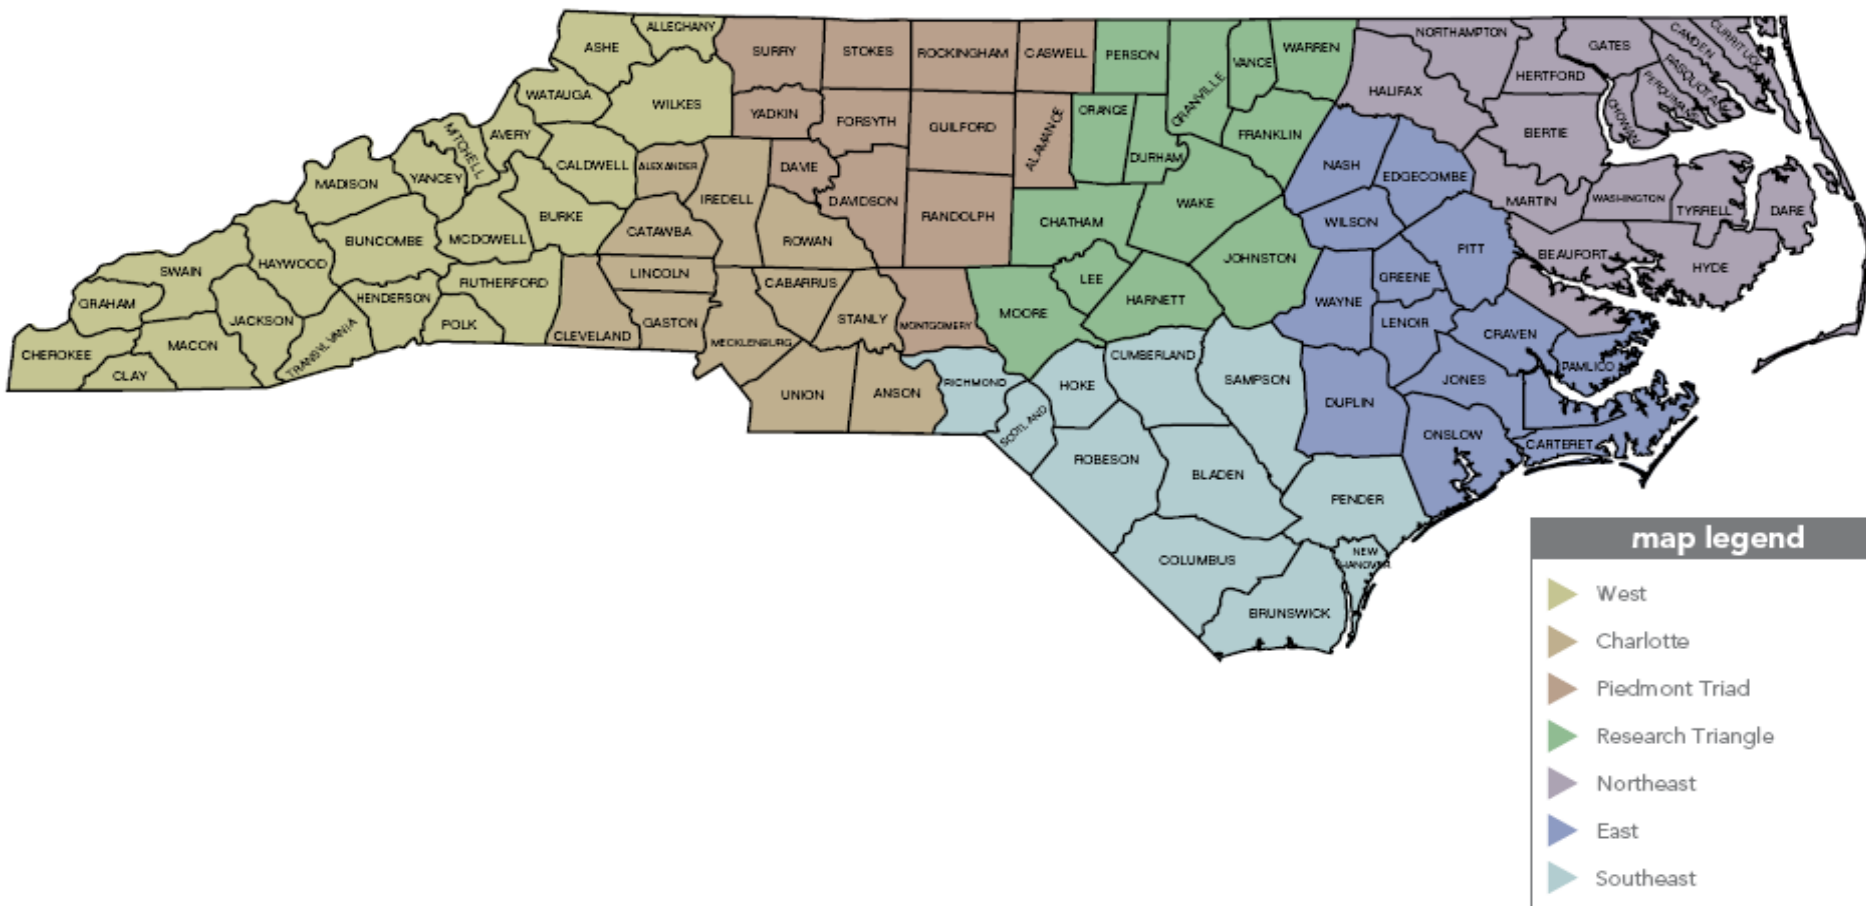 ALLEGHANY
ASHE
SURRY
STOKES
ROCKINGHAM
CASWELL
PERSON
GRANVILLE
VANCE
WARREN
NORTHAMPTON
GATES
CAMDEN
CURRITUCK
WATAUGA
WILKES
YADKIN
FORSYTH
GUILFORD
ALAMANCE
ORANGE
DURHAM
FRANKLIN
HALIFAX
HERTFORD
PASQUOTANK
PERQUIMANS
CHOWAN
BERTIE
MITCHELL
AVERY
CALDWELL
ALEXANDER
DAVIE
NASH
EDGECOMBE
MADISON
YANCEY
BURKE
IREDELL
DAVIDSON
RANDOLPH
CHATHAM
WAKE
WILSON
MARTIN
WASHINGTON
TYRRELL
DARE
BUNCOMBE
MCDOWELL
CATAWBA
ROWAN
PITT
BEAUFORT
HYDE
SWAIN
HAYWOOD
RUTHERFORD
LINCOLN
CABARRUS
LEE
JOHNSTON
GREENE
GRAHAM
JACKSON
HENDERSON
POLK
CLEVELAND
GASTON
STANLY
MONTGOMERY
MOORE
HARNETT
WAYNE
LENOIR
CRAVEN
CHEROKEE
MACON
CLAY
TRANSYLVANIA
MECKLENBURG
UNION
ANSON
RICHMOND
SCOTLAND
HOKE
CUMBERLAND
SAMPSON
DUPLIN
JONES
PAMLICO
ONSLOW
CARTERET
ROBESON
BLADEN
PENDER
COLUMBUS
NEW
HANOVER
BRUNSWICK
map legend
West
Charlotte
Piedmont Triad
Research Triangle
Northeast
East
Southeast